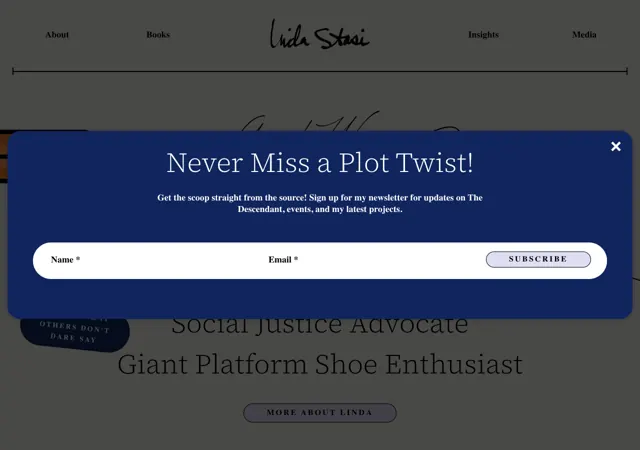 About
Books
Linda Stasi
Insights
Media
Never Miss a Plot Twist!
Get the scoop straight from the source! Sign up for my newsletter for updates on The
Descendant, events, and my latest projects.
Name *
Email *
SUBSCRIBE
OTHERS DON'T
DARE SAY
Social Justice Advocate
Giant Platform Shoe Enthusiast
MORE ABOUT LINDA